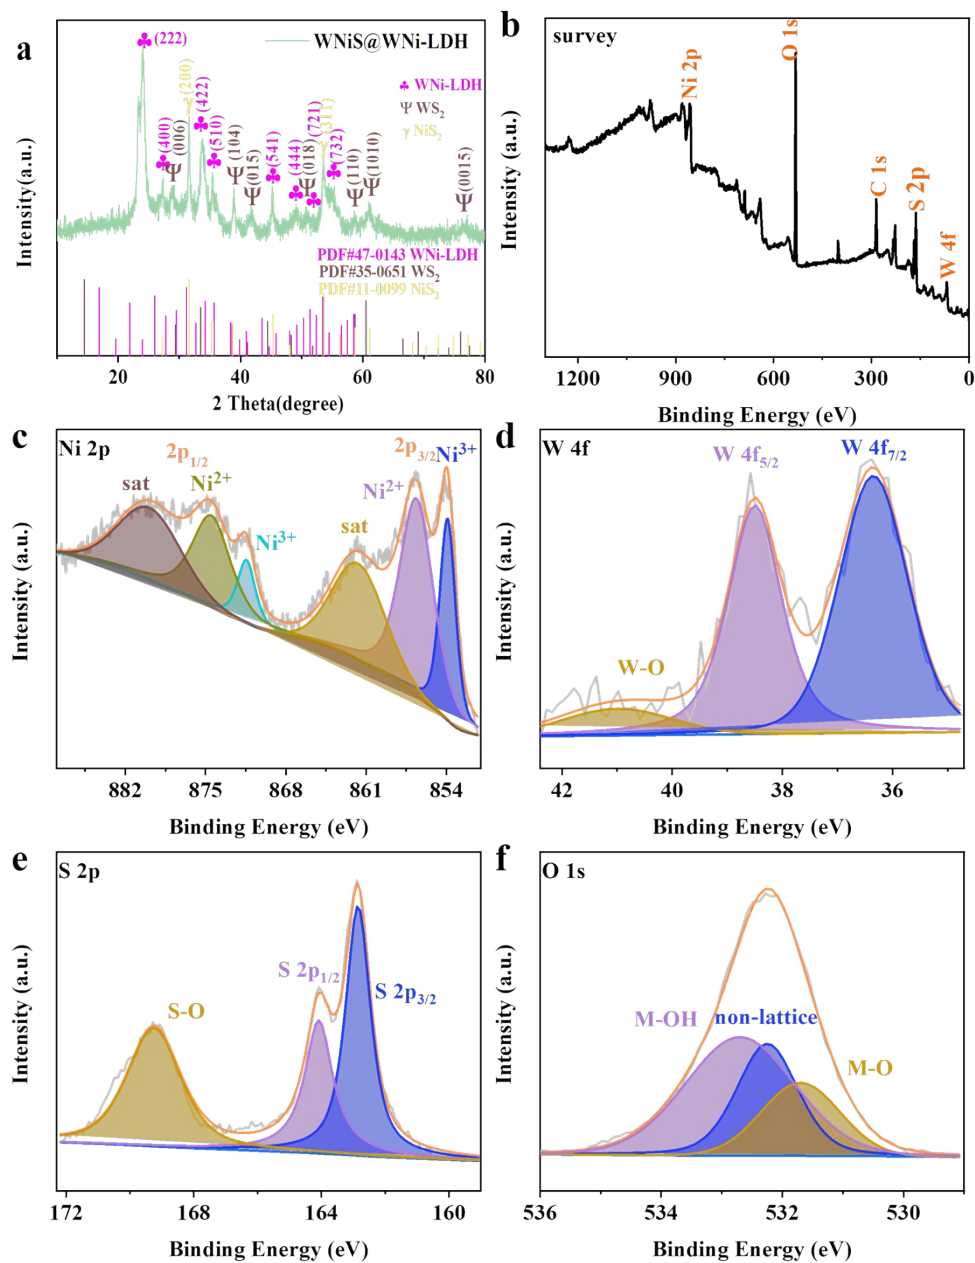 a
WNiS@WNi-LDH
♣ WNi-LDH
Ψ WS₂
γ NiS₂
(222)
(400)
(006)
(200)
(422)
(510)
(104)
(015)
(541)
(444)
(018)
(721)
(311)
(732)
(110)
(1010)
(0015)
PDF#47-0143 WNi-LDH
PDF#35-0651 WS₂
PDF#11-0099 NiS₂
Intensity(a.u.)
20 40 60 80
2 Theta(degree)
b
survey
Ni 2p
O 1s
C 1s
S 2p
W 4f
Intensity (a.u.)
1200 900 600 300 0
Binding Energy (eV)
c
Ni 2p
2p₁/₂
2p₃/₂
Ni³⁺
sat
Ni²⁺
Ni³⁺
sat
Ni²⁺
Intensity (a.u.)
882 875 868 861 854
Binding Energy (eV)
d
W 4f
W 4f₅/₂
W 4f₇/₂
W-O
Intensity (a.u.)
42 40 38 36
Binding Energy (eV)
e
S 2p
S-O
S 2p₁/₂
S 2p₃/₂
Intensity (a.u.)
172 168 164 160
Binding Energy (eV)
f
O 1s
M-OH
non-lattice
M-O
Intensity (a.u.)
536 534 532 530
Binding Energy (eV)